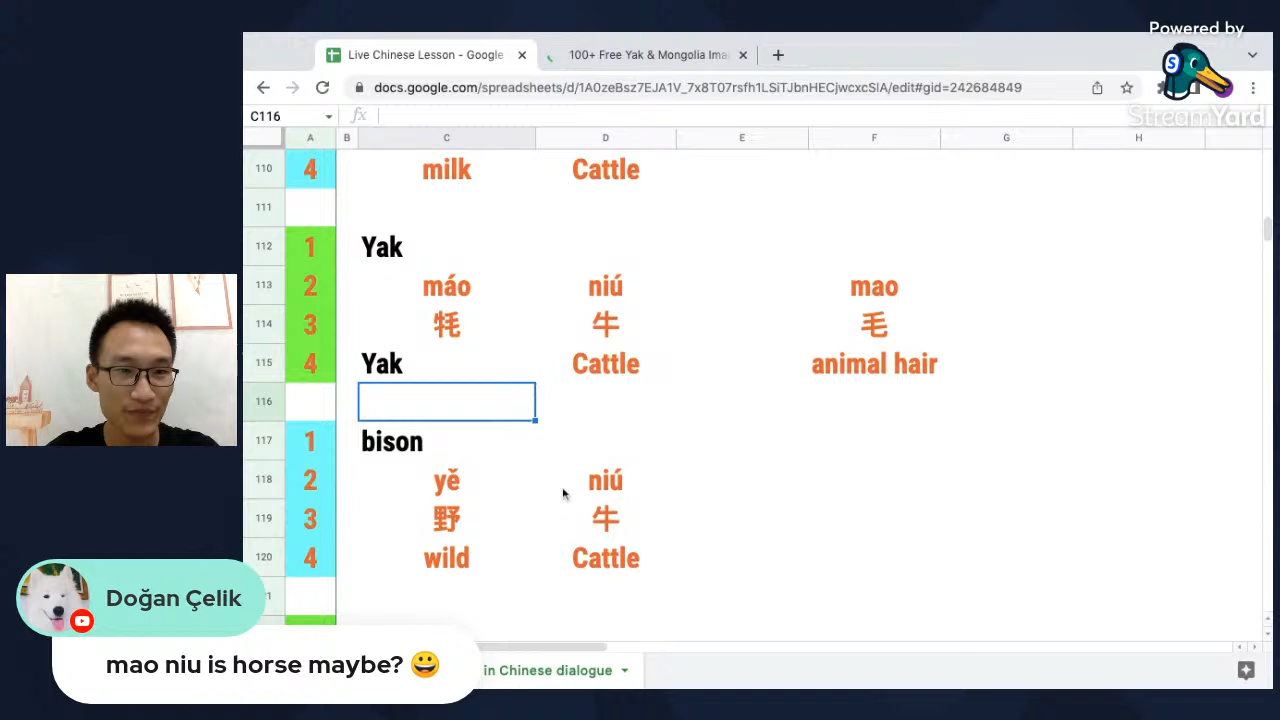 Powered by
StreamYard
Live Chinese Lesson - Google
100+ Free Yak & Mongolia Ima
docs.google.com/spreadsheets/d/1A0zeBsz7EJA1V_7x8T07rsfh1LSiTJbnHECjwcxcSIA/edit#gid=242684849
C116
fx
A B C D E F G H
110 4 milk Cattle
111
112 1 Yak
113 2 máo niú mao
114 3 牦 牛 毛
115 4 Yak Cattle animal hair
116
117 1 bison
118 2 yě niú
119 3 野 牛
120 4 wild Cattle
Doğan Çelik
mao niu is horse maybe? 😀
in Chinese dialogue